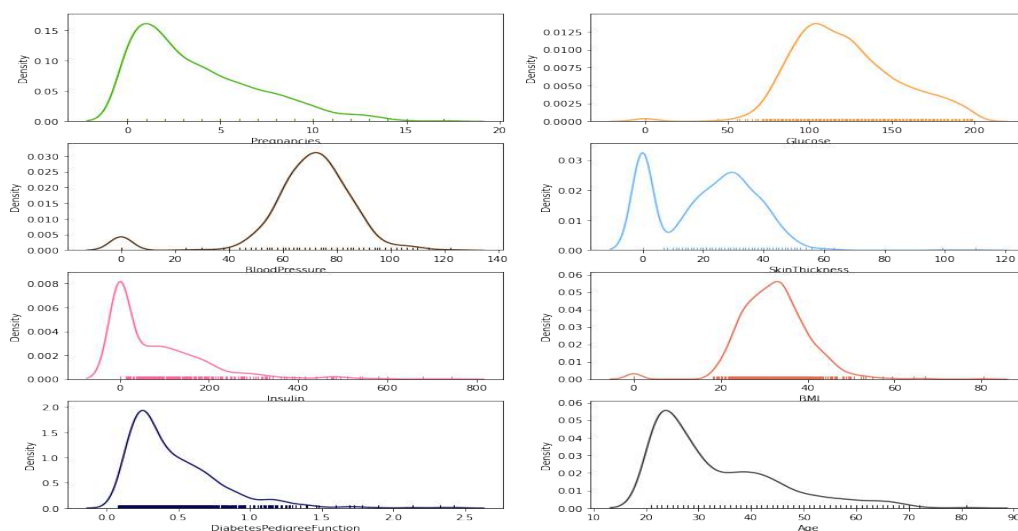 Density
0.15
0.10
0.05
0.00
0 5 10 15 20
Pregnancies
Density
0.0125
0.0100
0.0075
0.0050
0.0025
0.0000
0 50 100 150 200
Glucose
Density
0.030
0.025
0.020
0.015
0.010
0.005
0.000
0 20 40 60 80 100 120 140
BloodPressure
Density
0.03
0.02
0.01
0.00
0 20 40 60 80 100 120
SkinThickness
Density
0.008
0.006
0.004
0.002
0.000
0 200 400 600 800
Insulin
Density
0.06
0.05
0.04
0.03
0.02
0.01
0.00
0 20 40 60 80
BMI
Density
2.0
1.5
1.0
0.5
0.0
0.0 0.5 1.0 1.5 2.0 2.5
DiabetesPedigreeFunction
Density
0.06
0.05
0.04
0.03
0.02
0.01
0.00
10 20 30 40 50 60 70 80 90
Age